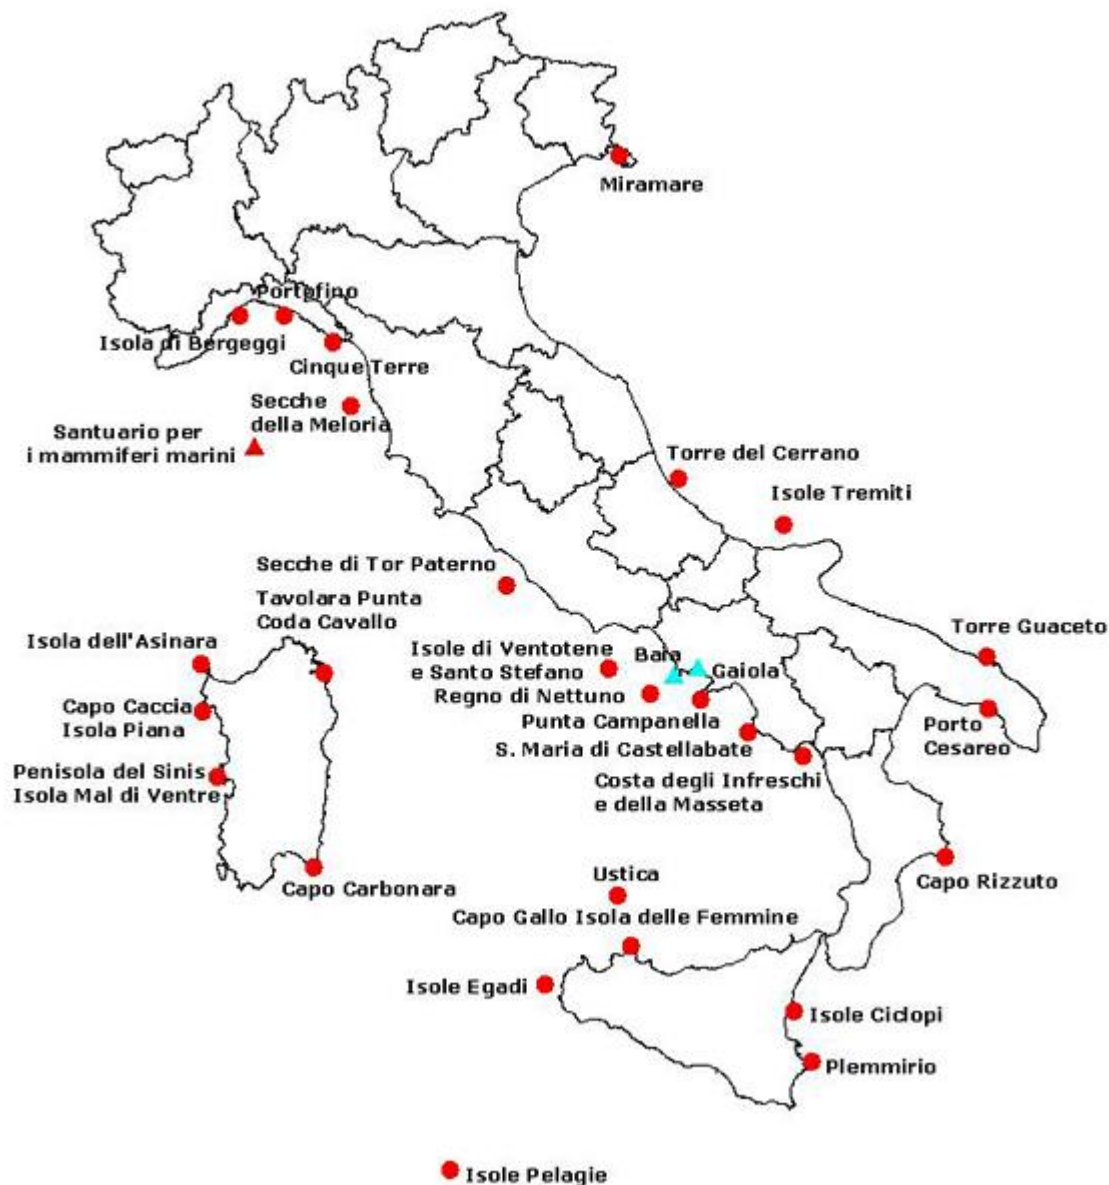 Miramare
Portofino
Isola di Bergeggi
Cinque Terre
Secche
della Meloria
Santuario per
i mammiferi marini
Torre del Cerrano
Isole Tremiti
Secche di Tor Paterno
Tavolara Punta
Coda Cavallo
Isola dell'Asinara
Torre Guaceto
Isole di Ventotene
e Santo Stefano
Baia
Gaiola
Regno di Nettuno
Capo Caccia
Isola Piana
Punta Campanella
Porto
Cesareo
S. Maria di Castellabate
Penisola del Sinis
Isola Mal di Ventre
Costa degli Infreschi
e della Masseta
Capo Carbonara
Ustica
Capo Rizzuto
Capo Gallo Isola delle Femmine
Isole Egadi
Isole Ciclopi
Plemmirio
Isole Pelagie